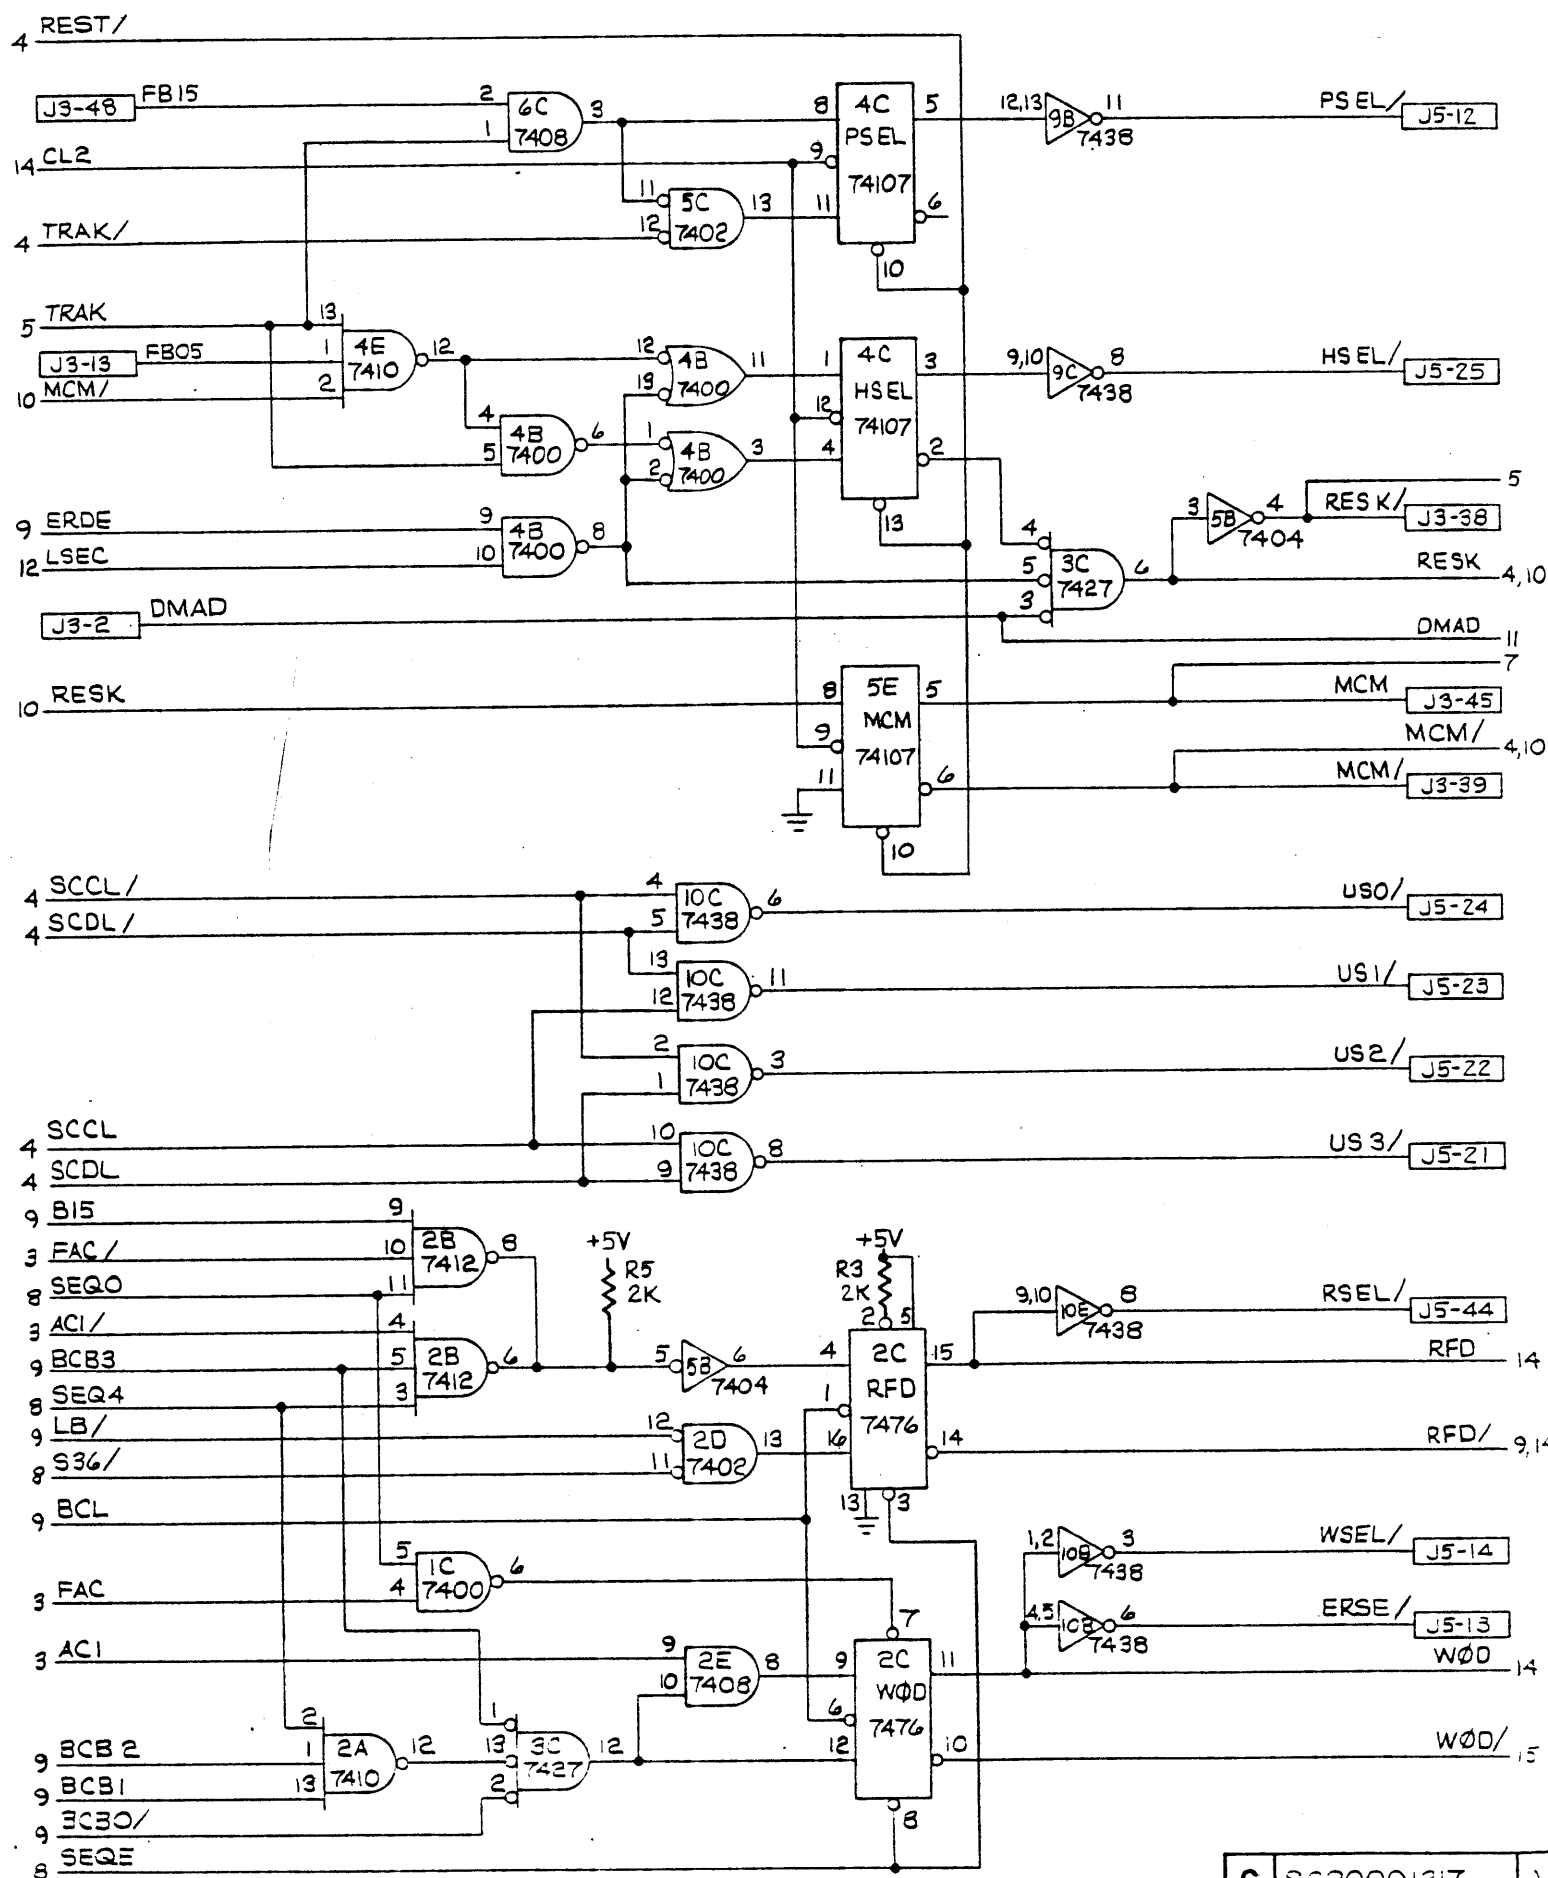 4 REST/
J3-48 FB15 2 6C 3 8 4C 5 12,13 9B 11 PSEL/ J5-12
1 7408 PSEL 7438
14 CL2 9 74107
11 5C 13 11 6
4 TRAK/ 12 7402
10
5 TRAK 13
J3-13 FB05 1 4E 12 12 4B 11 1 4C 3 9,10 9C 8 HSEL/ J5-25
10 MCM/ 2 7410 13 7400 HSEL 7438
12 74107
4 4B 6 1 4B 3 4 2
5 7400 2 7400
5
9 ERDE 9 4B 8 13 3 5B 4 RESK/ J3-38
12 LSEC 10 7400 7404
4
5 3C 6 RESK 4,10
3 7427
J3-2 DMAD DMAD 11
7
10 RESK 8 5E 5 MCM J3-45
MCM
9 74107 MCM/ 4,10
11 6 MCM/ J3-39
10
4 SCCL/ 4 10C 6 US0/ J5-24
4 SCDL/ 5 7438
13 10C 11 US1/ J5-23
12 7438
2 10C 3 US2/ J5-22
1 7438
4 SCCL 10 10C 8 US3/ J5-21
4 SCDL 9 7438
9 B15 9 2B 8
3 FAC/ 10 7412 +5V +5V
8 SEQ0 11 R5 R3
2K 2K 2 5 9,10 10E 8 RSEL/ J5-44
7438
3 AC1/ 4 2B 6
9 BCB3 5 7412 5 5B 6 4 2C 15 RFD 14
8 SEQ4 3 7404 RFD
1 7476
9 LB/ 12 2D 13 16 14 RFD/ 9,14
8 S36/ 11 7402
13 3
9 BCL
5 1C 6 1,2 10B 3 WSEL/ J5-14
3 FAC 4 7400 7438
7 4,5 10B 6 ERSE/ J5-13
7438
3 AC1 9 2E 8 9 2C 11 WØD 14
10 7408 WØD
6 7476
2 1
9 BCB2 1 2A 12 13 3C 12 12 10 WØD/ 15
9 BCB1 13 7410 2 7427
9 BCB0/ 8
8 SEQE
C